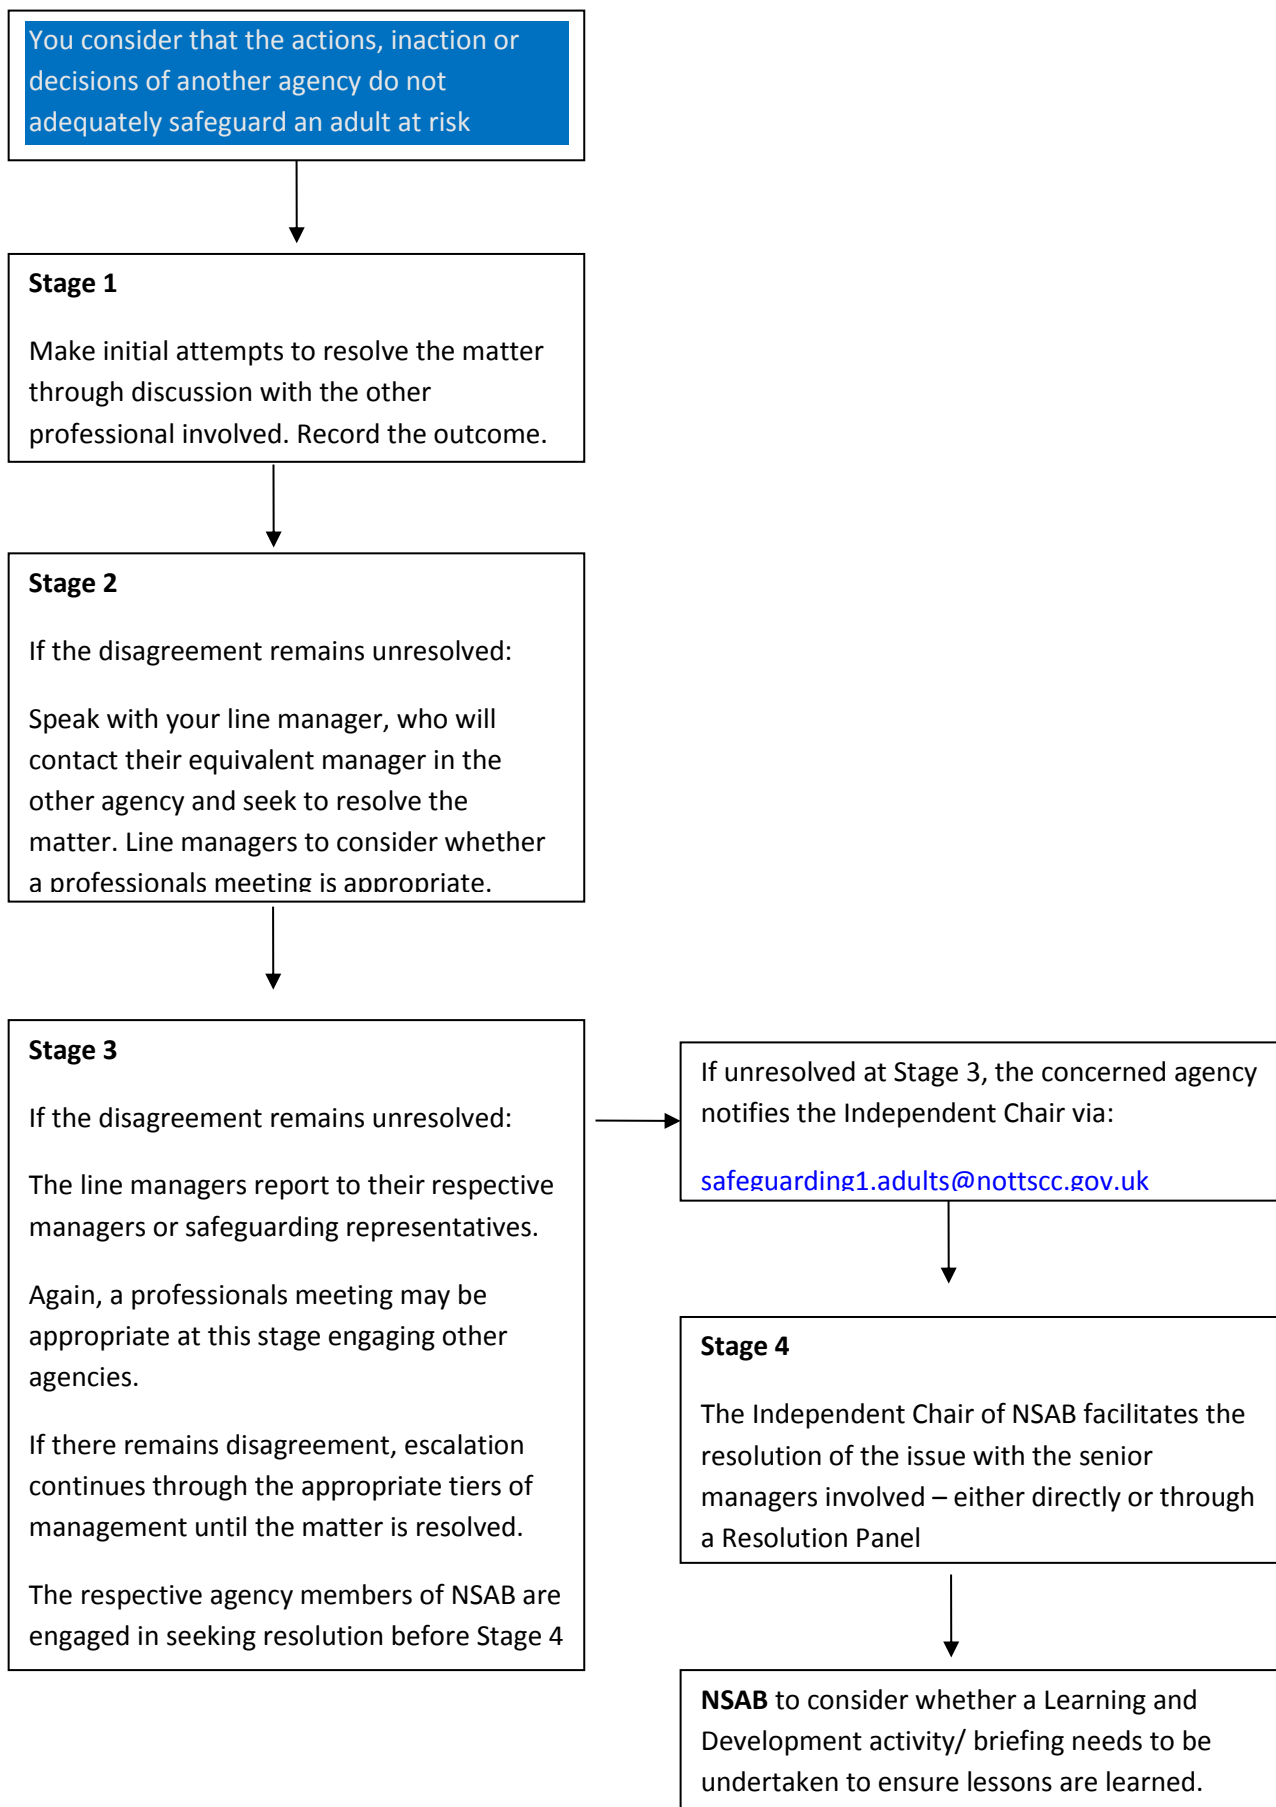 You consider that the actions, inaction or
decisions of another agency do not
adequately safeguard an adult at risk
Stage 1
Make initial attempts to resolve the matter
through discussion with the other
professional involved. Record the outcome.
Stage 2
If the disagreement remains unresolved:
Speak with your line manager, who will
contact their equivalent manager in the
other agency and seek to resolve the
matter. Line managers to consider whether
a professionals meeting is appropriate.
Stage 3
If the disagreement remains unresolved:
The line managers report to their respective
managers or safeguarding representatives.
Again, a professionals meeting may be
appropriate at this stage engaging other
agencies.
If there remains disagreement, escalation
continues through the appropriate tiers of
management until the matter is resolved.
The respective agency members of NSAB are
engaged in seeking resolution before Stage 4
If unresolved at Stage 3, the concerned agency
notifies the Independent Chair via:
safeguarding1.adults@nottscc.gov.uk
Stage 4
The Independent Chair of NSAB facilitates the
resolution of the issue with the senior
managers involved – either directly or through
a Resolution Panel
NSAB to consider whether a Learning and
Development activity/ briefing needs to be
undertaken to ensure lessons are learned.